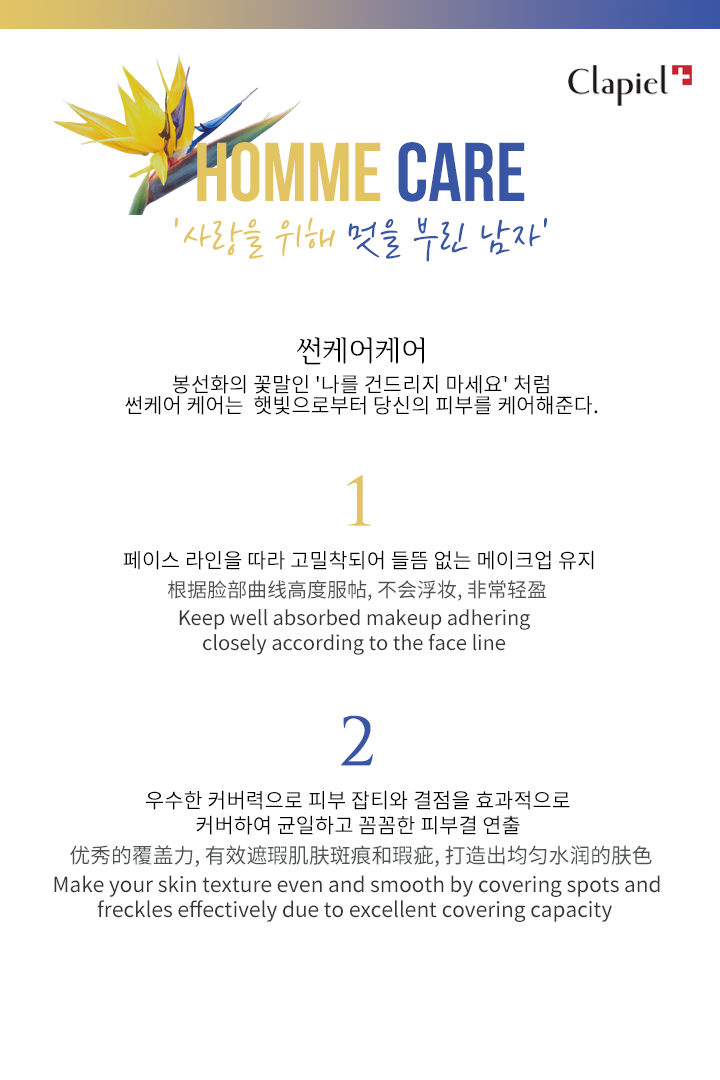 Clapiel
HOMME CARE
'사랑을 위해 멋을 부린 남자'
썬케어케어
봉선화의 꽃말인 '나를 건드리지 마세요' 처럼
썬케어 케어는 햇빛으로부터 당신의 피부를 케어해준다.
1
페이스 라인을 따라 고밀착되어 들뜸 없는 메이크업 유지
根据脸部曲线高度服帖, 不会浮妆, 非常轻盈
Keep well absorbed makeup adhering
closely according to the face line
2
우수한 커버력으로 피부 잡티와 결점을 효과적으로
커버하여 균일하고 꼼꼼한 피부결 연출
优秀的覆盖力, 有效遮瑕肌肤斑痕和瑕疵, 打造出均匀水润的肤色
Make your skin texture even and smooth by covering spots and
freckles effectively due to excellent covering capacity